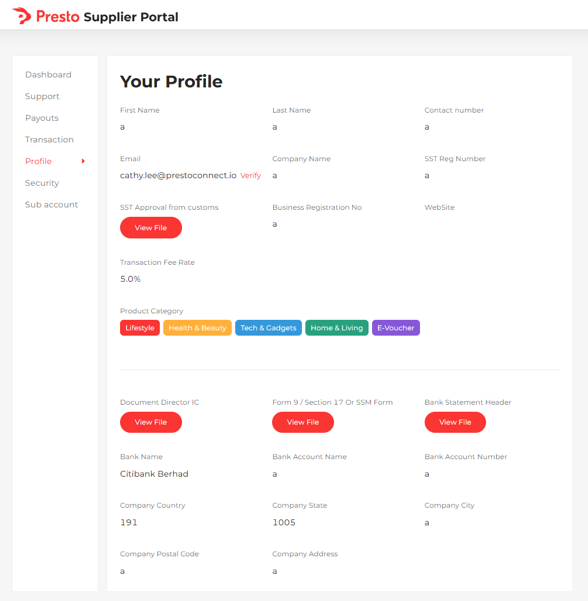 Presto Supplier Portal
Dashboard
Support
Payouts
Transaction
Profile
Security
Sub account
Your Profile
First Name Last Name Contact number
a a a
Email Company Name SST Reg Number
cathy.lee@prestoconnect.io Verify a a
SST Approval from customs Business Registration No WebSite
View File a
Transaction Fee Rate
5.0%
Product Category
Lifestyle Health & Beauty Tech & Gadgets Home & Living E-Voucher
Document Director IC Form 9 / Section 17 Or SSM Form Bank Statement Header
View File View File View File
Bank Name Bank Account Name Bank Account Number
Citibank Berhad a a
Company Country Company State Company City
191 1005 a
Company Postal Code Company Address
a a